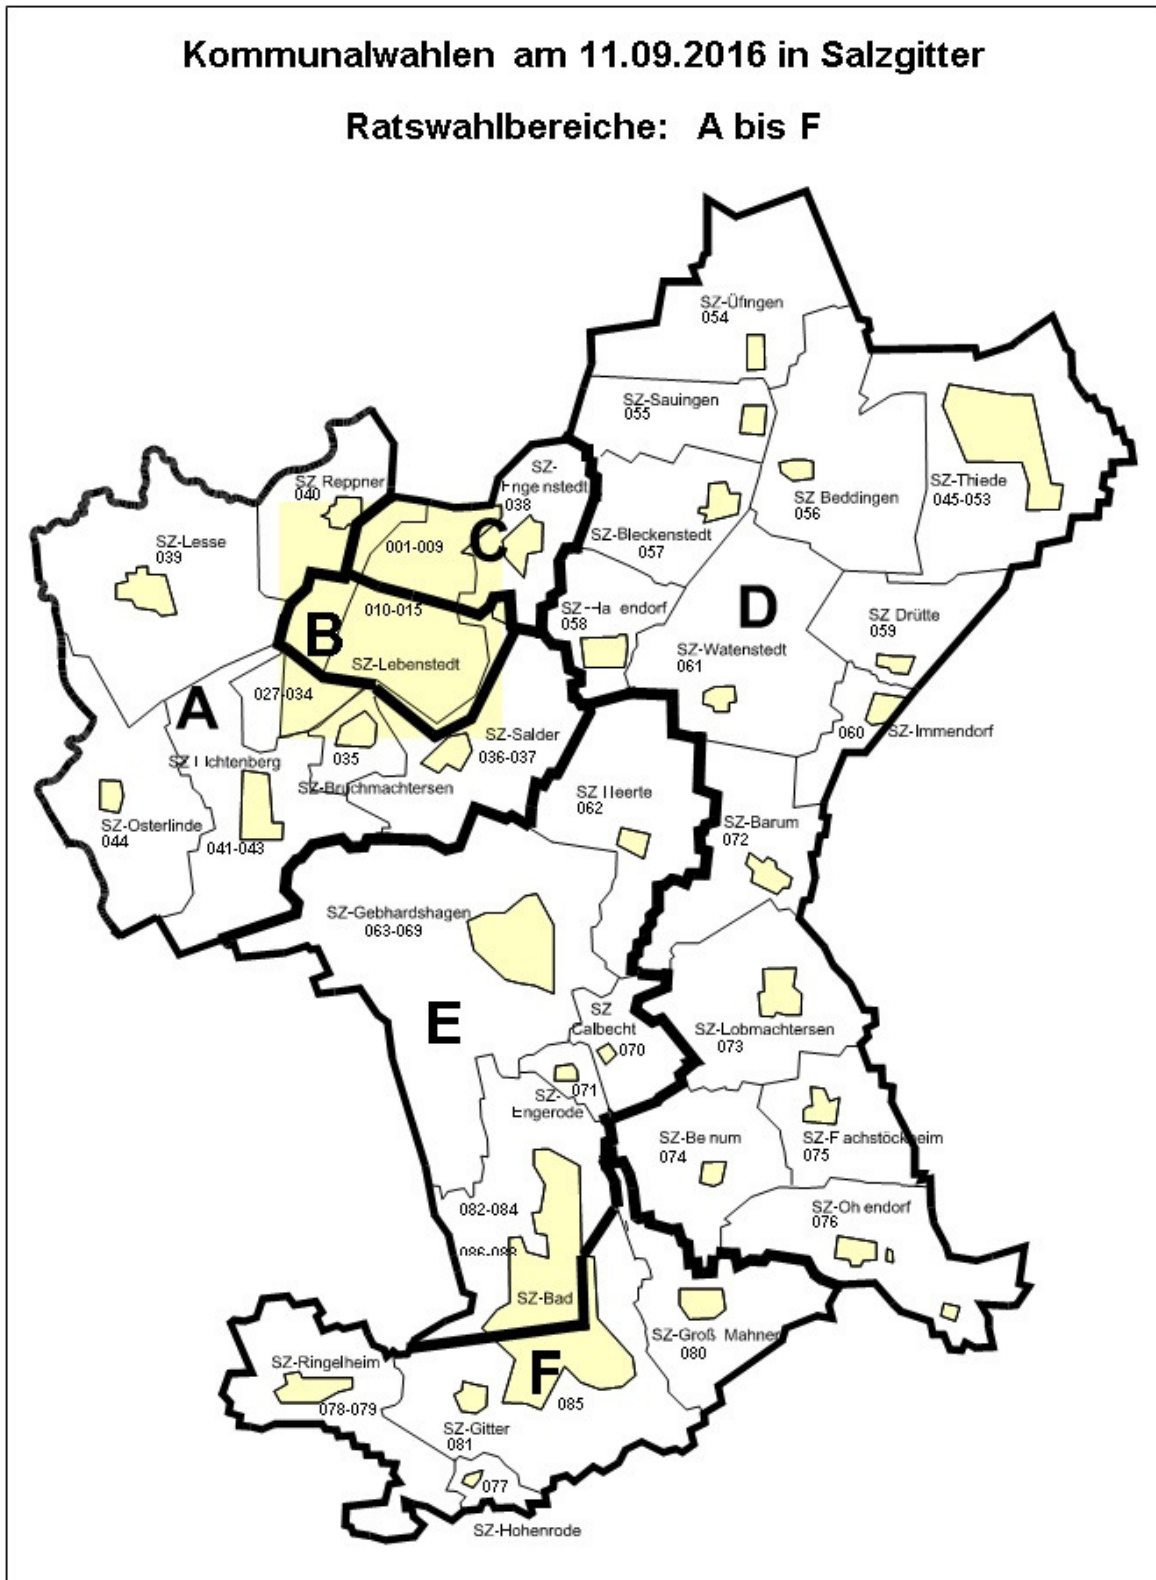 Kommunalwahlen am 11.09.2016 in Salzgitter
Ratswahlbereiche: A bis F
SZ-Üfingen
054
SZ-Sauingen
055
SZ Beddingen
056
SZ-Thiede
045-053
SZ-Bleckenstedt
057
SZ Reppner
040
SZ-
038
C
001-009
SZ-Lesse
039
010-015
B
SZ-Lebenstedt
058
D
SZ Drütte
059
SZ-Watenstedt
061
060
SZ-Immendorf
027-034
A
035
SZ-Salder
036-037
SZ-Bruchmachtersen
041-043
SZ-Osterlinde
044
062
SZ-Barum
072
SZ-Gebhardshagen
063-069
E
SZ
Calbecht
070
SZ-Lobmachtersen
073
071
SZ-
Engerode
074
075
076
082-084
086-088
SZ-Bad
080
SZ-Ringelheim
078-079
F
085
SZ-Gitter
081
077
SZ-Hohenrode